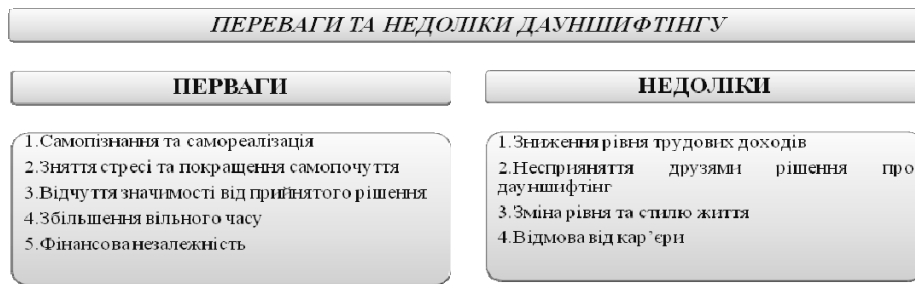 ПЕРЕВАГИ ТА НЕДОЛІКИ ДАУНШИФТІНГУ
ПЕРВАГИ
1.Самопізнання та самореалізація
2.Зняття стресі та покращення самопочуття
3.Відчуття значимості від прийнятого рішення
4.Збільшення вільного часу
5.Фінансова незалежність
НЕДОЛІКИ
1.Зниження рівня трудових доходів
2.Несприяняття друзями рішення про
дауншифтінг
3.Зміна рівня та стилю життя
4.Відмова від кар’єри